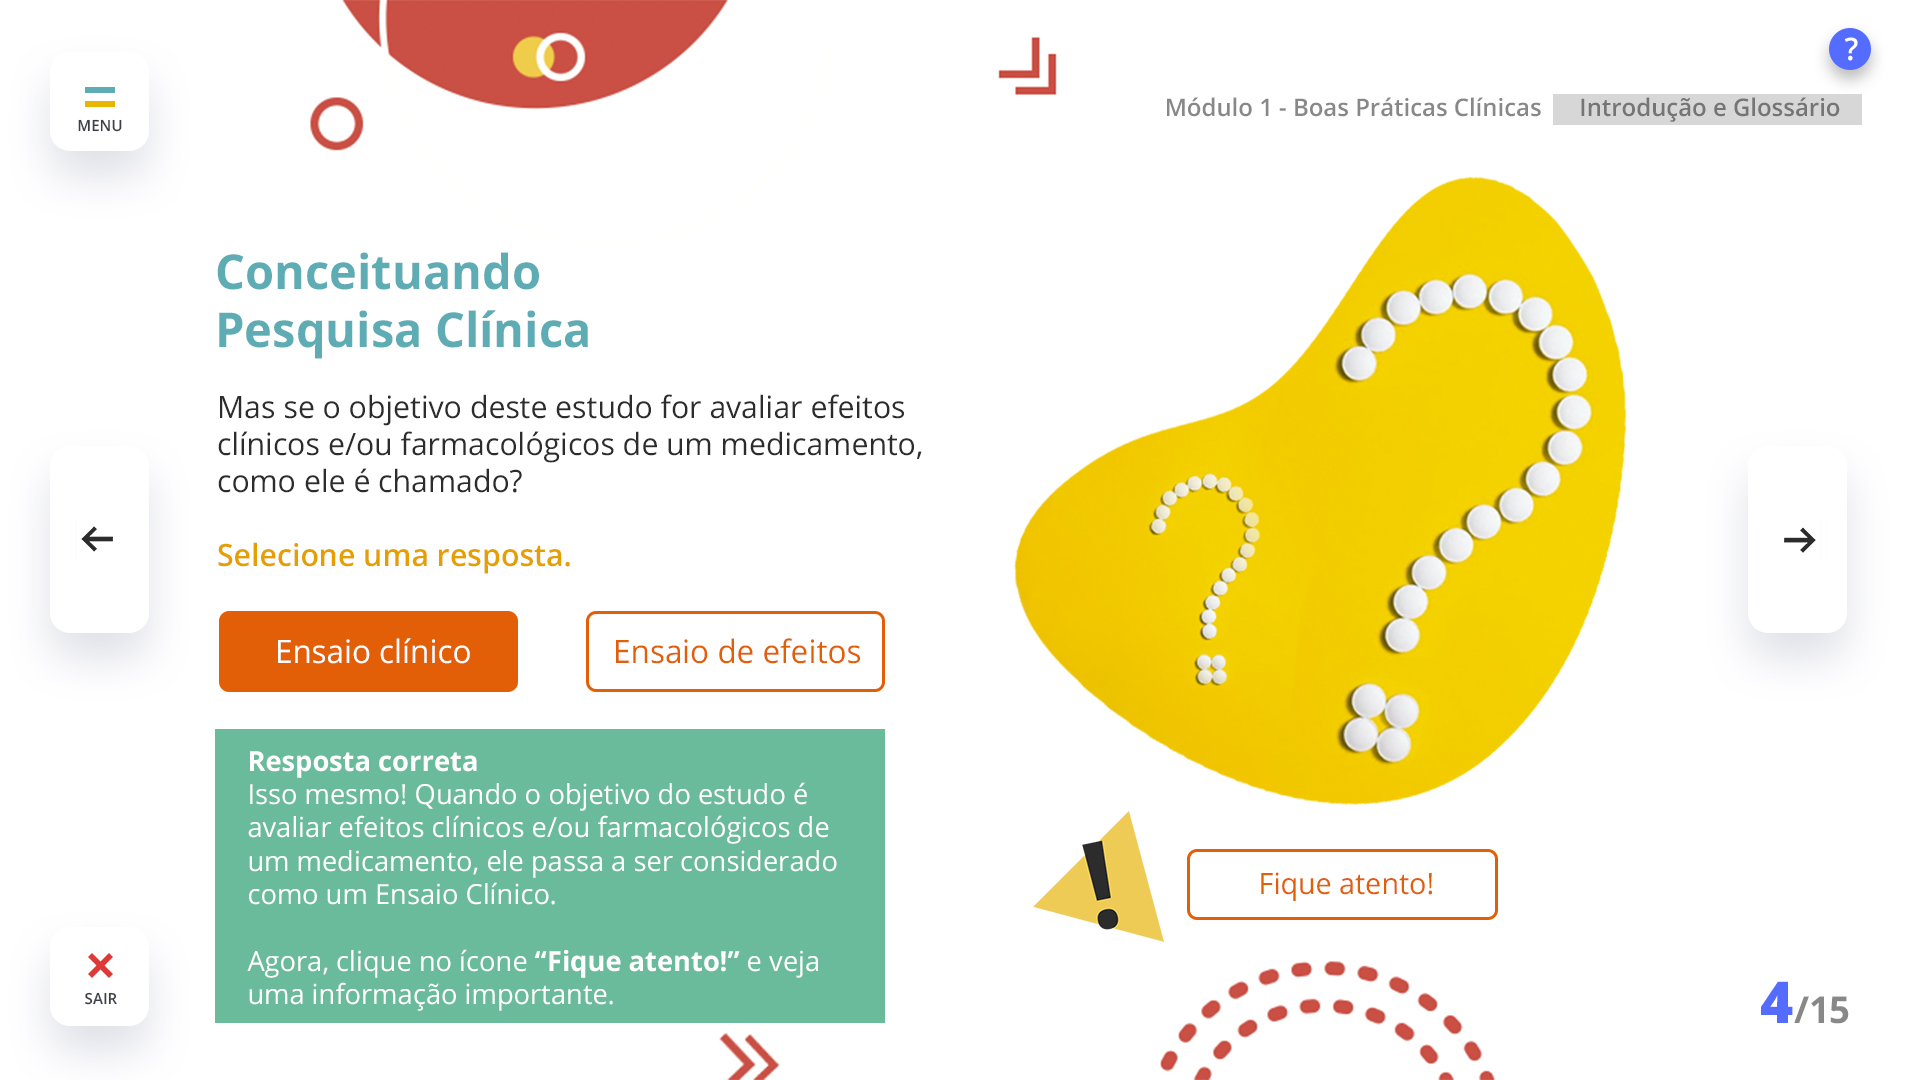 MENU
?
Módulo 1 - Boas Práticas Clínicas Introdução e Glossário
Conceituando
Pesquisa Clínica
Mas se o objetivo deste estudo for avaliar efeitos
clínicos e/ou farmacológicos de um medicamento,
como ele é chamado?
Selecione uma resposta.
Ensaio clínico
Ensaio de efeitos
Resposta correta
Isso mesmo! Quando o objetivo do estudo é
avaliar efeitos clínicos e/ou farmacológicos de
um medicamento, ele passa a ser considerado
como um Ensaio Clínico.
Agora, clique no ícone “Fique atento!” e veja
uma informação importante.
!
Fique atento!
SAIR
4/15